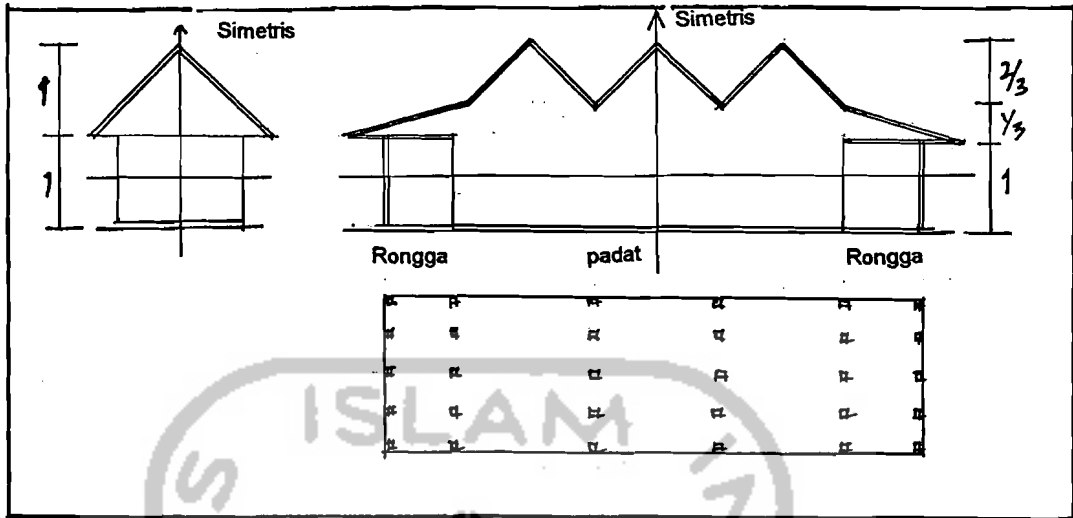 Simetris
Simetris
1
1
2/3
1/3
1
Rongga
padat
Rongga
ISLAM